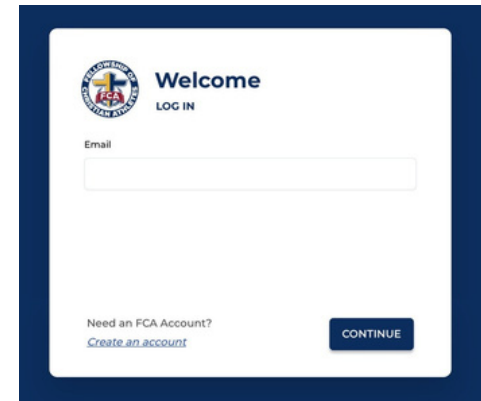 FELLOWSHIP OF
CHRISTIAN ATHLETES
FCA
Welcome
LOG IN
Email
Need an FCA Account?
Create an account
CONTINUE